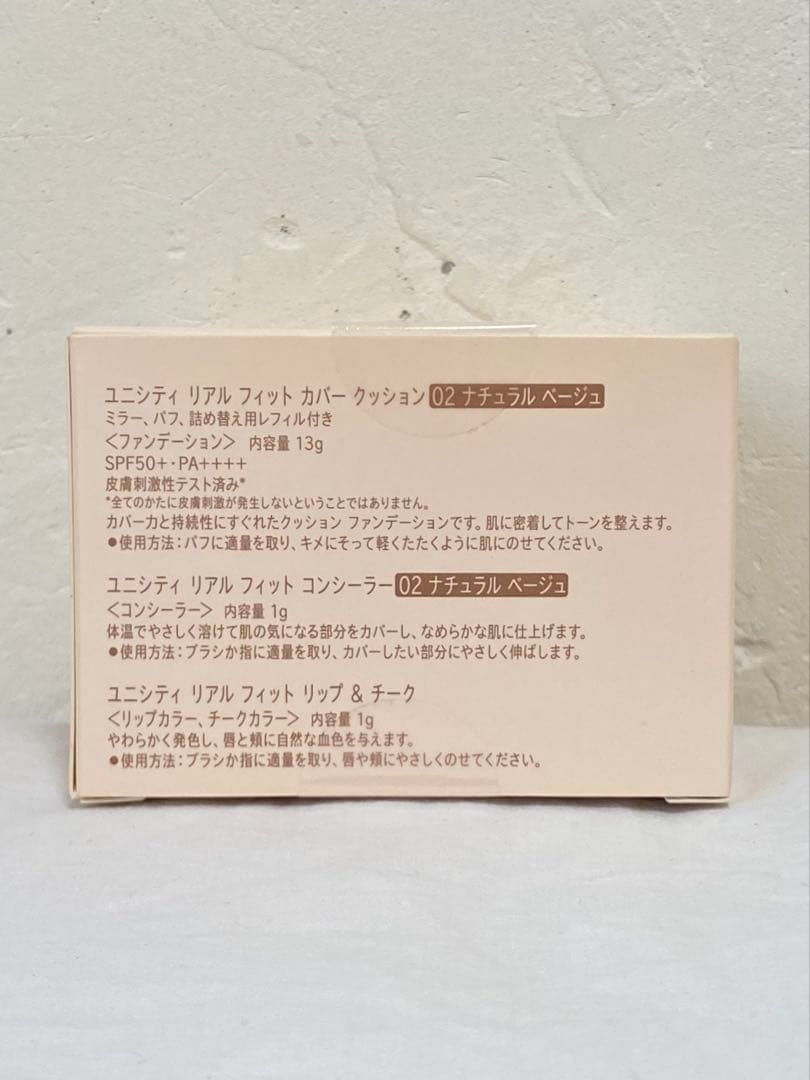 ユニシティ リアル フィット カバー クッション 02 ナチュラル ベージュ
ミラー、パフ、詰め替え用レフィル付き
<ファンデーション> 内容量 13g
SPF50+・PA++++
皮膚刺激性テスト済み*
*全てのかたに皮膚刺激が発生しないということではありません。
カバー力と持続性にすぐれたクッション ファンデーションです。肌に密着してトーンを整えます。
●使用方法:パフに適量を取り、キメにそって軽くたたくように肌にのせてください。
ユニシティ リアル フィット コンシーラー 02 ナチュラル ベージュ
<コンシーラー> 内容量 1g
体温でやさしく溶けて肌の気になる部分をカバーし、なめらかな肌に仕上げます。
●使用方法:ブラシか指に適量を取り、カバーしたい部分にやさしく伸ばします。
ユニシティ リアル フィット リップ & チーク
<リップカラー、チークカラー> 内容量 1g
やわらかく発色し、唇と頬に自然な血色を与えます。
●使用方法:ブラシか指に適量を取り、唇や頬にやさしくのせてください。